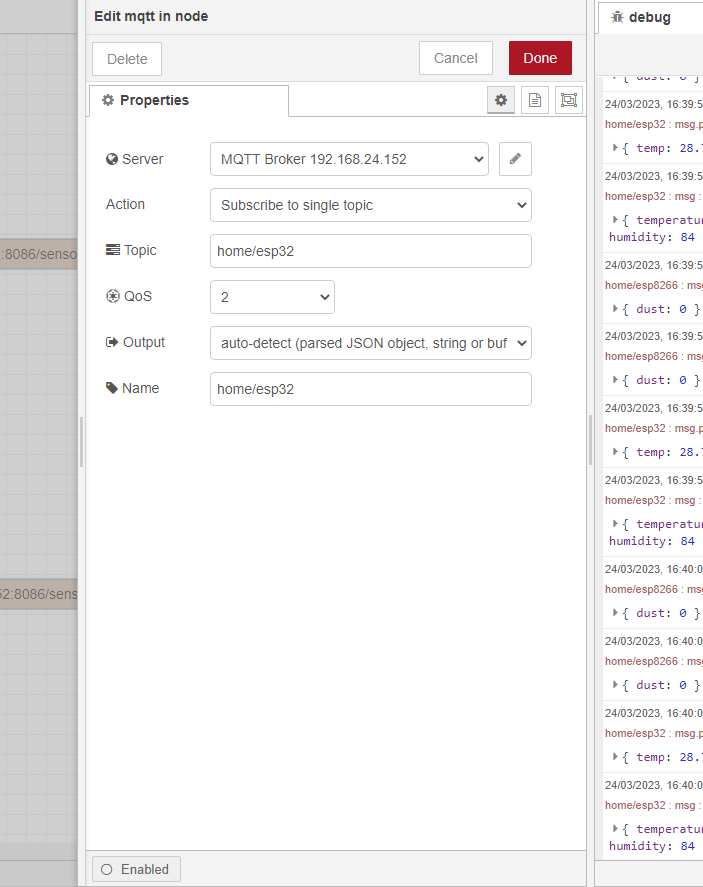 Edit mqtt in node
Delete
Cancel
Done
Properties
Server
MQTT Broker 192.168.24.152
Action
Subscribe to single topic
Topic
home/esp32
QoS
2
Output
auto-detect (parsed JSON object, string or buf
Name
home/esp32
Enabled
:8086/senso
52:8086/sens
debug
{ dust: 0 }
24/03/2023, 16:39:5
home/esp32 : msg.p
{ temp: 28.7
24/03/2023, 16:39:5
home/esp32 : msg :
{ temperatur
humidity: 84
24/03/2023, 16:39:5
home/esp8266 : msg
{ dust: 0 }
24/03/2023, 16:39:5
home/esp8266 : msg
{ dust: 0 }
24/03/2023, 16:39:5
home/esp32 : msg.p
{ temp: 28.7
24/03/2023, 16:39:5
home/esp32 : msg :
{ temperatur
humidity: 84
24/03/2023, 16:40:0
home/esp8266 : msg
{ dust: 0 }
24/03/2023, 16:40:0
home/esp8266 : msg
{ dust: 0 }
24/03/2023, 16:40:0
home/esp32 : msg.p
{ temp: 28.7
24/03/2023, 16:40:0
home/esp32 : msg :
{ temperatur
humidity: 84